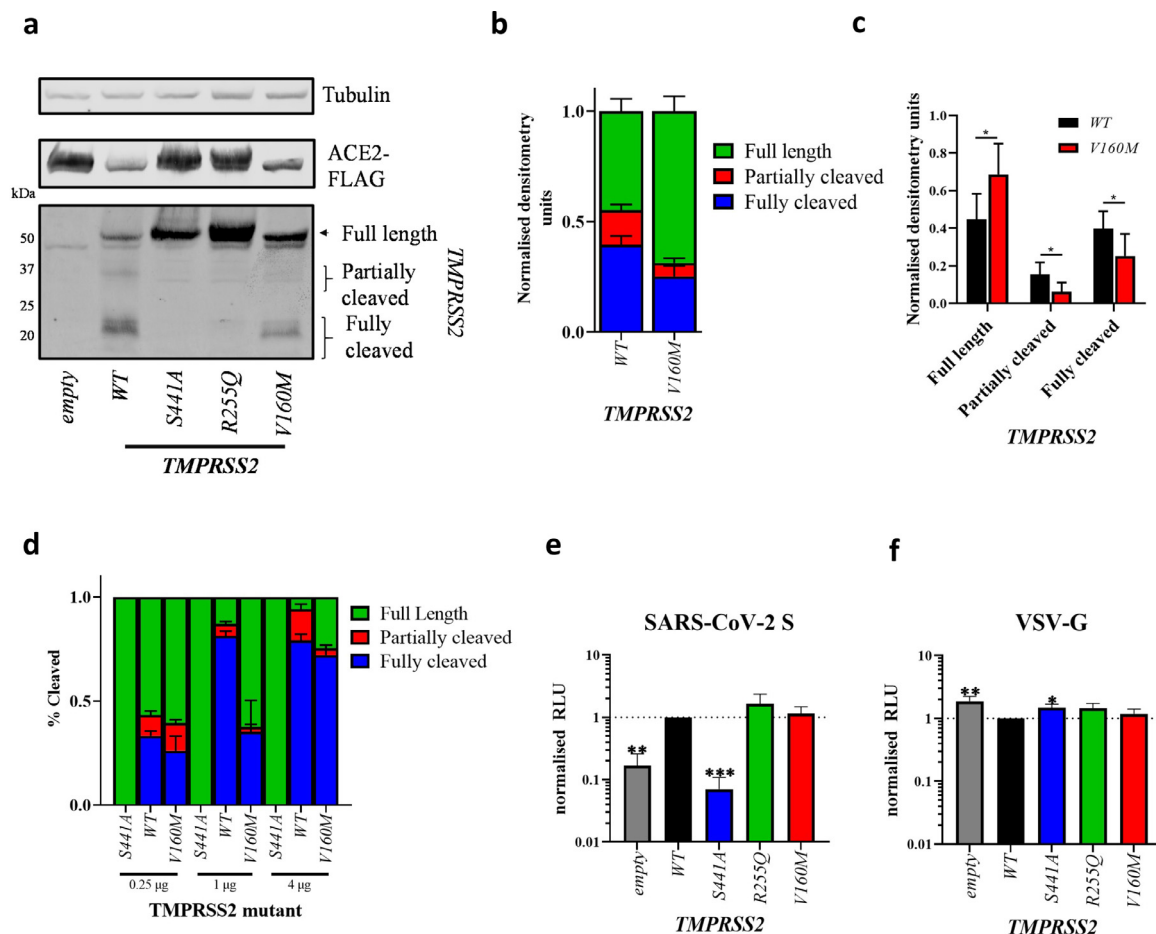 a
Tubulin
ACE2-
FLAG
kDa
50
37
25
20
Full length
Partially
cleaved
Fully
cleaved
TMPRSS2
empty
WT
S441A
R255Q
V160M
TMPRSS2
b
Normalised densitometry
units
1.0
0.5
0.0
WT
V160M
TMPRSS2
Full length
Partially cleaved
Fully cleaved
c
Normalised densitometry units
1.0
0.8
0.6
0.4
0.2
0.0
*
*
*
WT
V160M
Full length
Partially cleaved
Fully cleaved
TMPRSS2
d
% Cleaved
1.0
0.5
0.0
S441A
WT
V160M
S441A
WT
V160M
S441A
WT
V160M
0.25 μg
1 μg
4 μg
TMPRSS2 mutant
Full Length
Partially cleaved
Fully cleaved
e
SARS-CoV-2 S
normalised RLU
10
1
0.1
0.01
**
***
empty
WT
S441A
R255Q
V160M
TMPRSS2
f
VSV-G
normalised RLU
10
1
0.1
0.01
**
*
empty
WT
S441A
R255Q
V160M
TMPRSS2